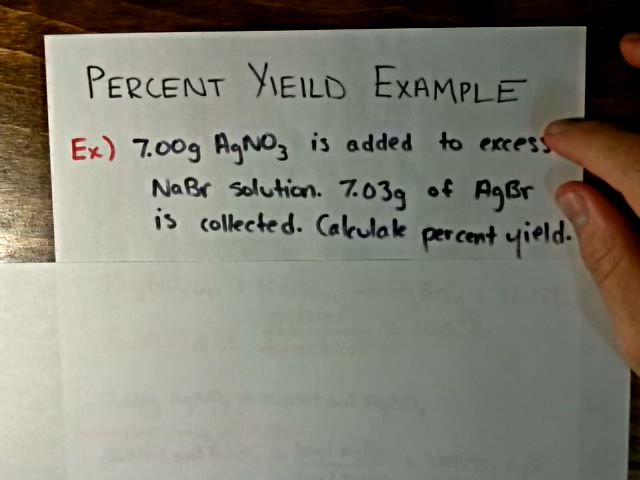 PERCENT YIEILD EXAMPLE
Ex) 7.00g AgNO₃ is added to excess
NaBr solution. 7.03g of AgBr
is collected. Calculate percent yield.